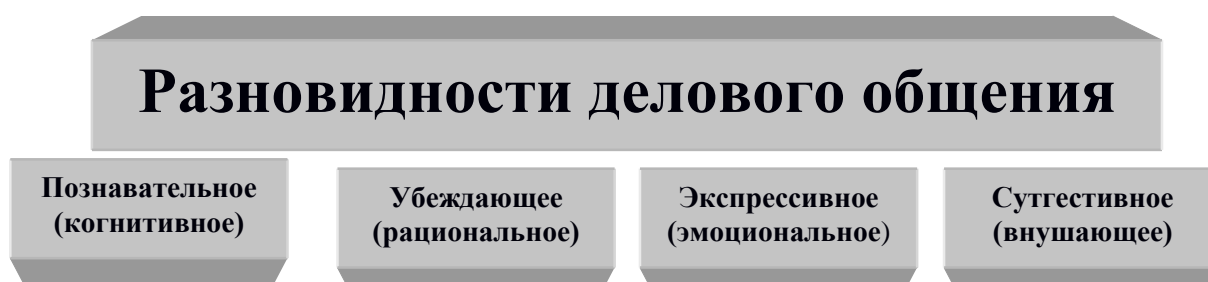 Разновидности делового общения
Познавательное
(когнитивное)
Убеждающее
(рациональное)
Экспрессивное
(эмоциональное)
Сутгестивное
(внушающее)